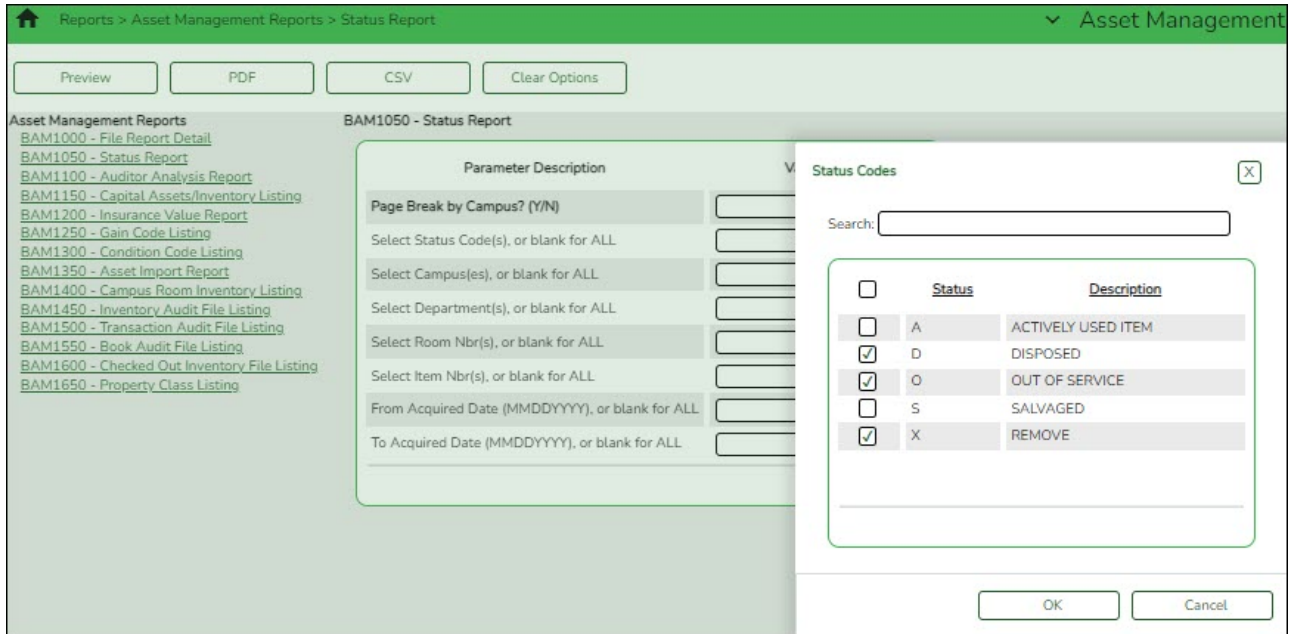 Reports > Asset Management Reports > Status Report
Asset Management
Preview PDF CSV Clear Options
Asset Management Reports
BAM1000 - File Report Detail
BAM1050 - Status Report
BAM1100 - Auditor Analysis Report
BAM1150 - Capital Assets/Inventory Listing
BAM1200 - Insurance Value Report
BAM1250 - Gain Code Listing
BAM1300 - Condition Code Listing
BAM1350 - Asset Import Report
BAM1400 - Campus Room Inventory Listing
BAM1450 - Inventory Audit File Listing
BAM1500 - Transaction Audit File Listing
BAM1550 - Book Audit File Listing
BAM1600 - Checked Out Inventory File Listing
BAM1650 - Property Class Listing
BAM1050 - Status Report
Parameter Description
Page Break by Campus? (Y/N)
Select Status Code(s), or blank for ALL
Select Campus(es), or blank for ALL
Select Department(s), or blank for ALL
Select Room Nbr(s), or blank for ALL
Select Item Nbr(s), or blank for ALL
From Acquired Date (MMDDYYYY), or blank for ALL
To Acquired Date (MMDDYYYY), or blank for ALL
Status Codes X
Search:
Status Description
A ACTIVELY USED ITEM
D DISPOSED
O OUT OF SERVICE
S SALVAGED
X REMOVE
OK Cancel